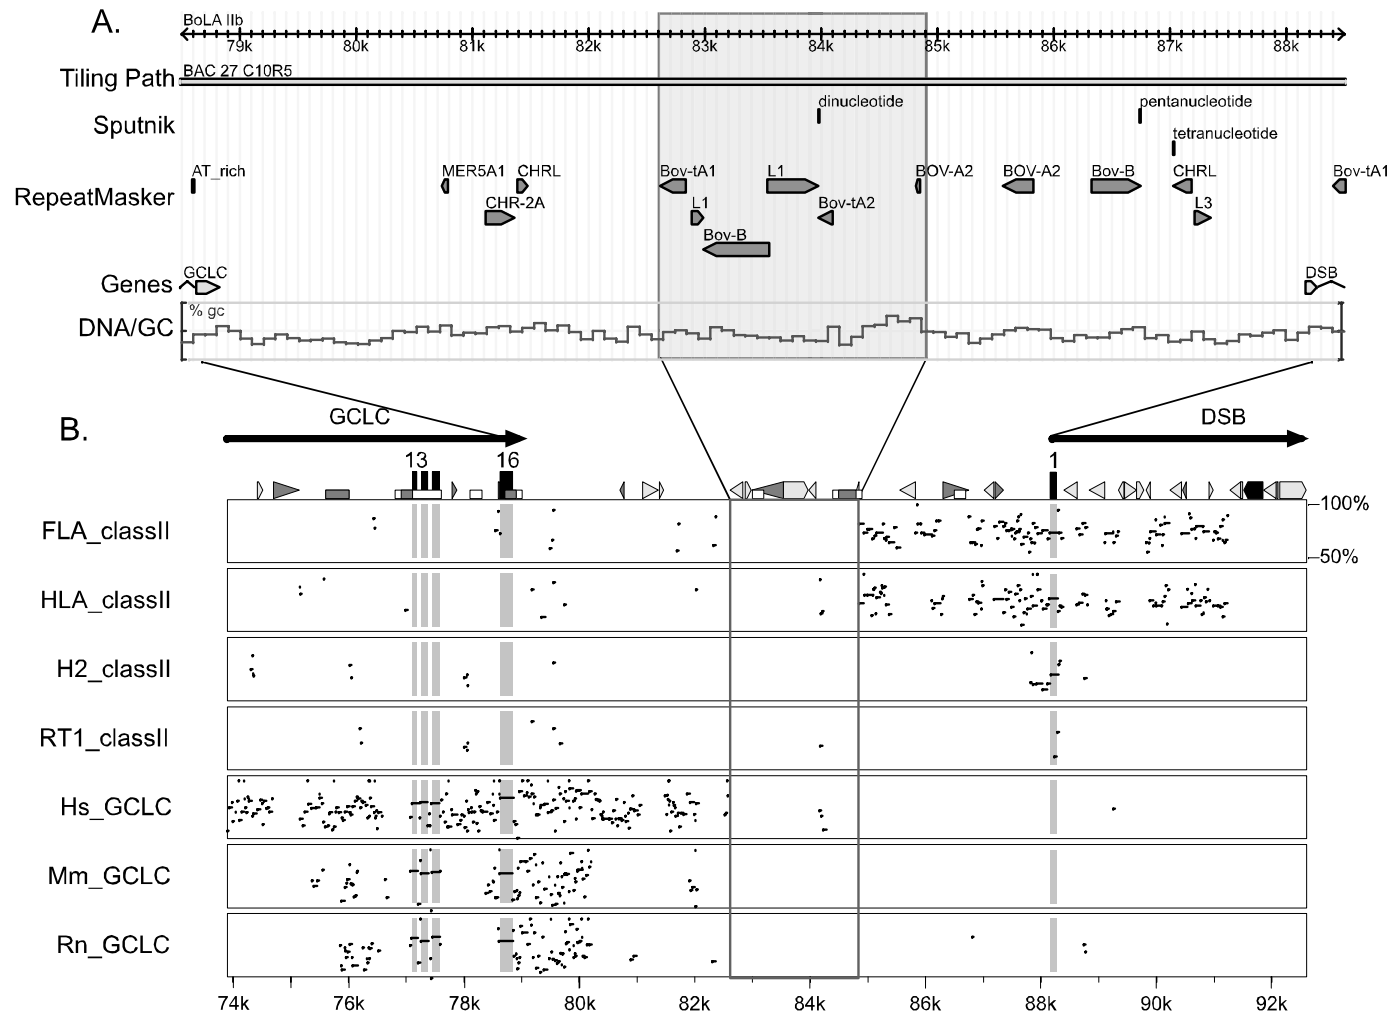 A.
BoLA IIb
79k 80k 81k 82k 83k 84k 85k 86k 87k 88k
Tiling Path BAC 27 C10R5
dinucleotide pentanucleotide
Sputnik
tetranucleotide
AT_rich MER5A1 CHRL Bov-tA1 L1 BOV-A2 BOV-A2 Bov-B CHRL Bov-tA1
RepeatMasker
CHR-2A L1 Bov-tA2 L3
Bov-B
GCLC DSB
Genes
% gc
DNA/GC
B.
GCLC DSB
13 16 1
FLA_classII 100%
50%
HLA_classII
H2_classII
RT1_classII
Hs_GCLC
Mm_GCLC
Rn_GCLC
74k 76k 78k 80k 82k 84k 86k 88k 90k 92k